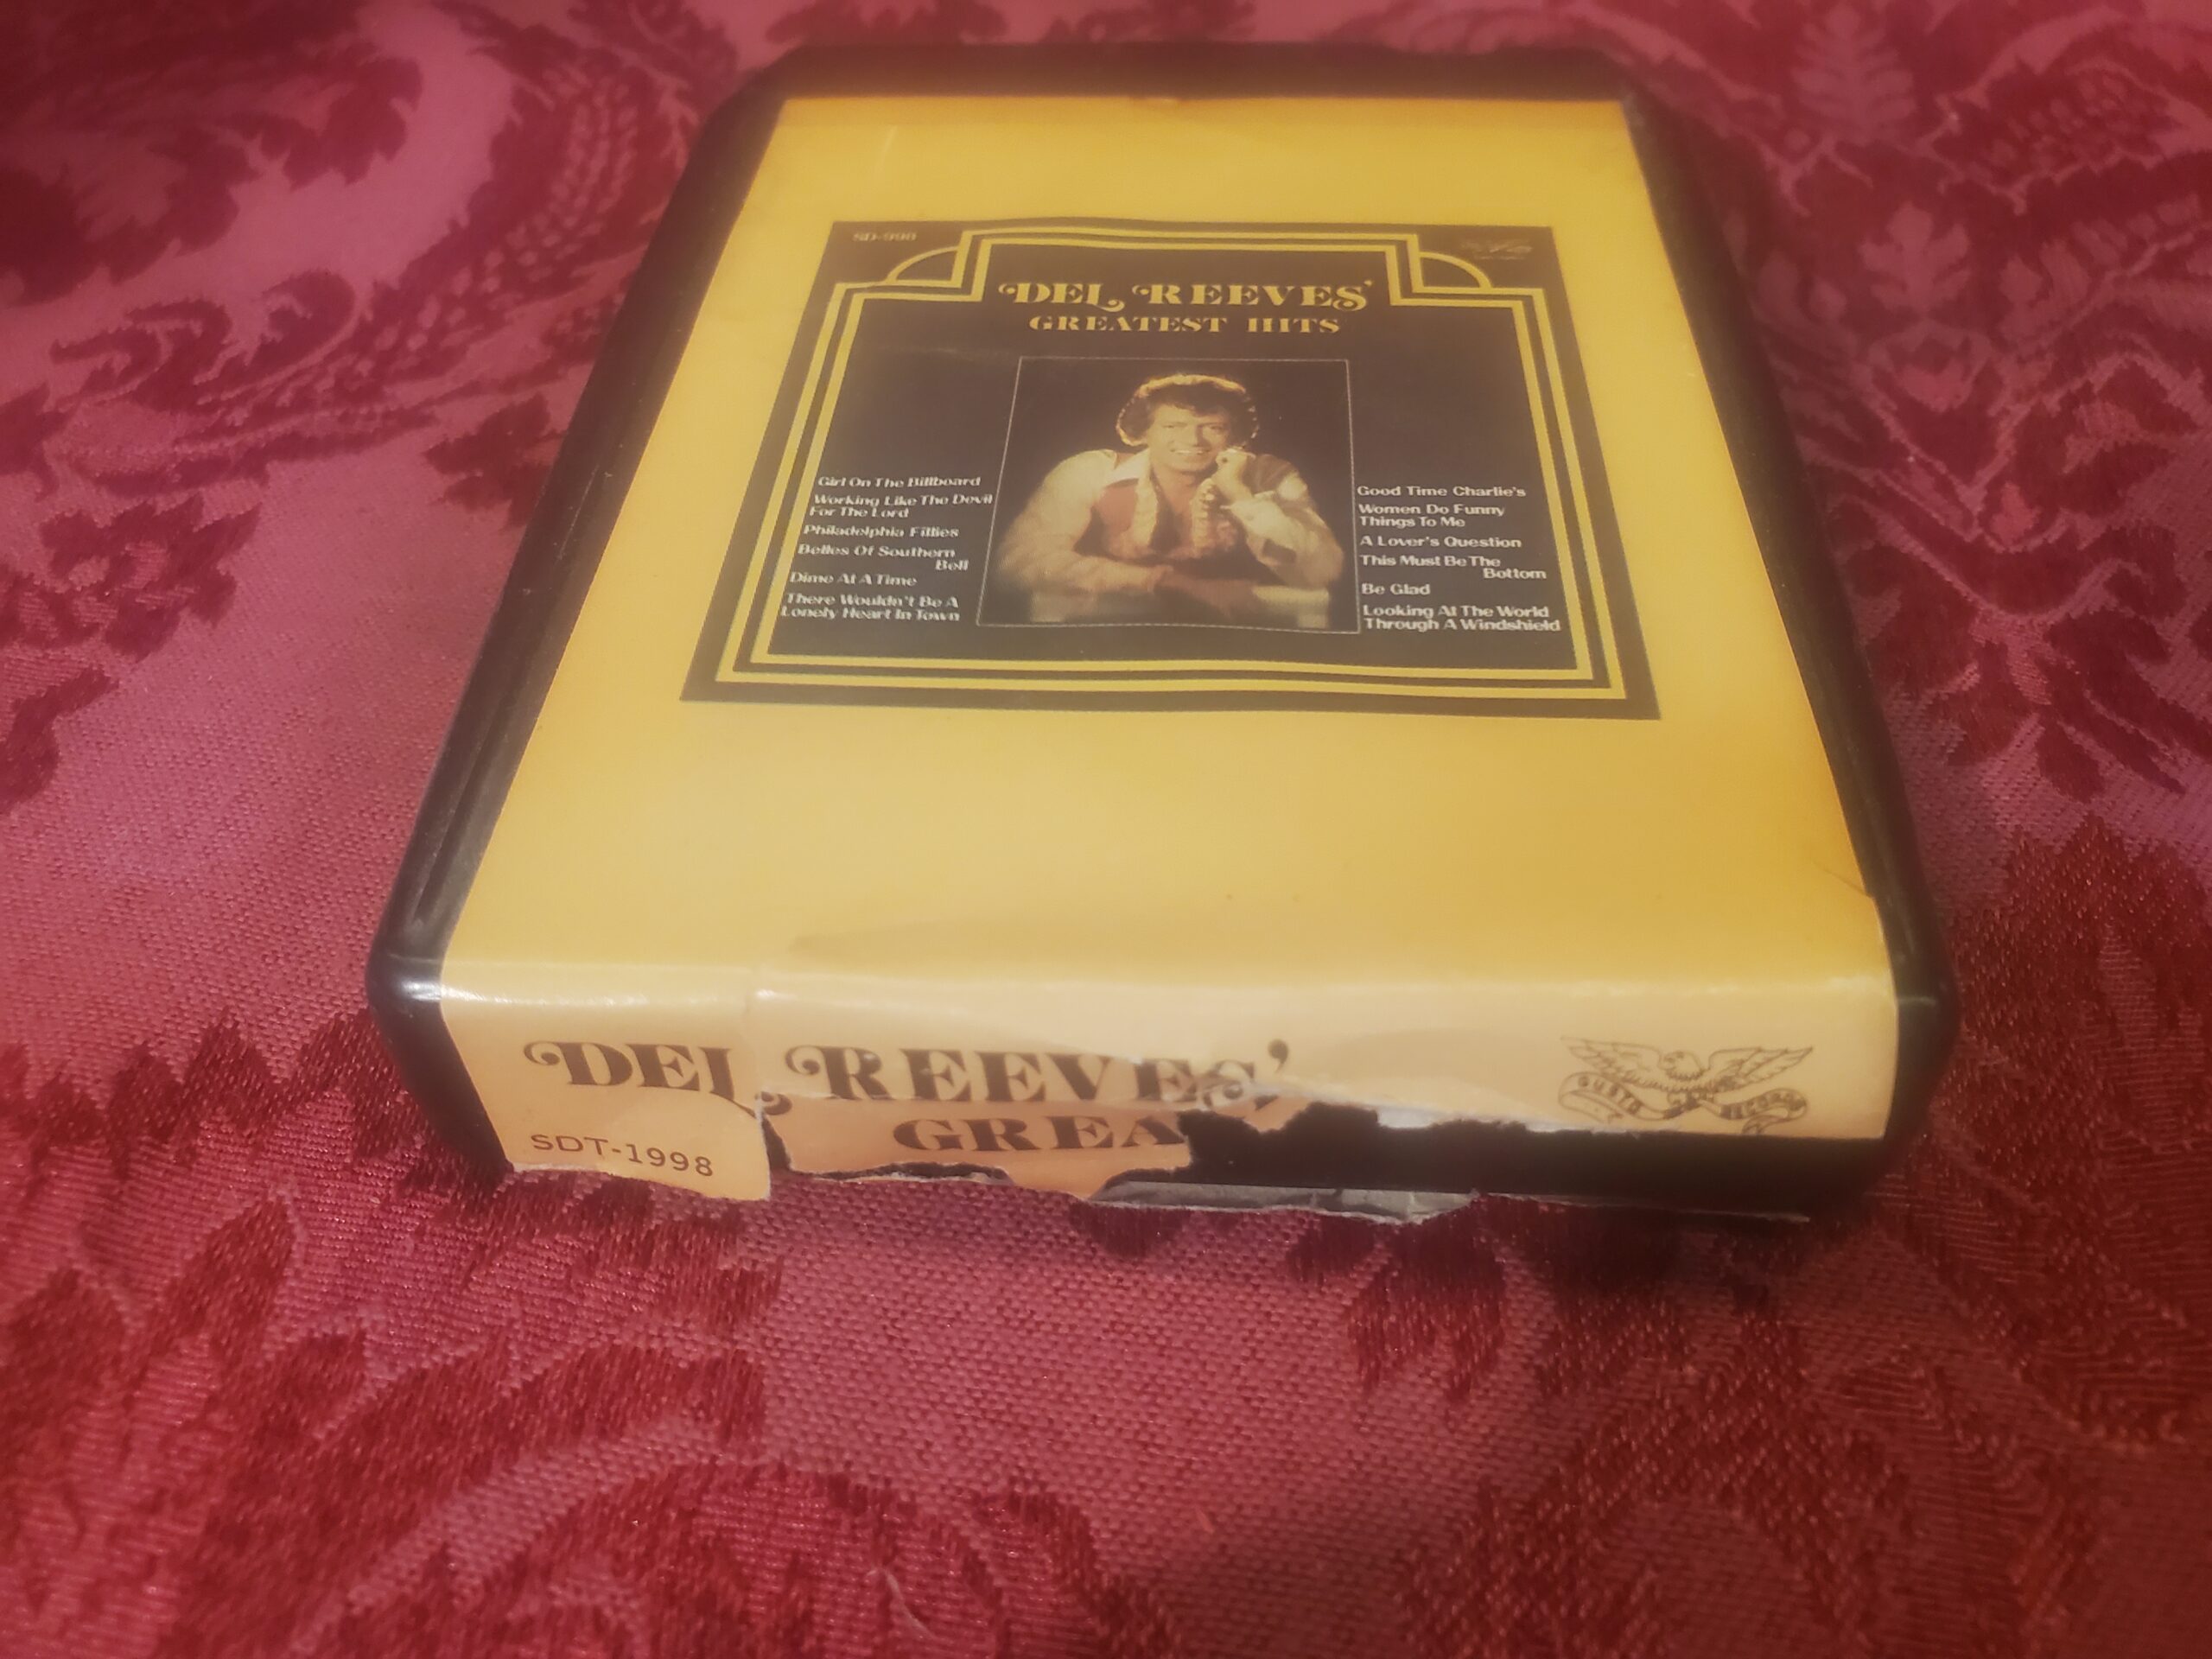 SD-998
DEL REEVES'
GREATEST HITS
Girl On The Billboard
Working Like The Devil
For The Lord
Philadelphia Fillies
Belles Of Southern
Bell
Dime At A Time
There Wouldn't Be A
Lonely Heart In Town
Good Time Charlie's
Women Do Funny
Things To Me
A Lover's Question
This Must Be The
Bottom
Be Glad
Looking At The World
Through A Windshield
DEL REEVES'
GREA
SDT-1998
GUSTO RECORDS